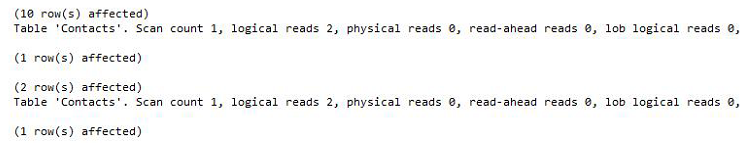 (10 row(s) affected)
Table 'Contacts'. Scan count 1, logical reads 2, physical reads 0, read-ahead reads 0, lob logical reads 0,
(1 row(s) affected)
(2 row(s) affected)
Table 'Contacts'. Scan count 1, logical reads 2, physical reads 0, read-ahead reads 0, lob logical reads 0,
(1 row(s) affected)